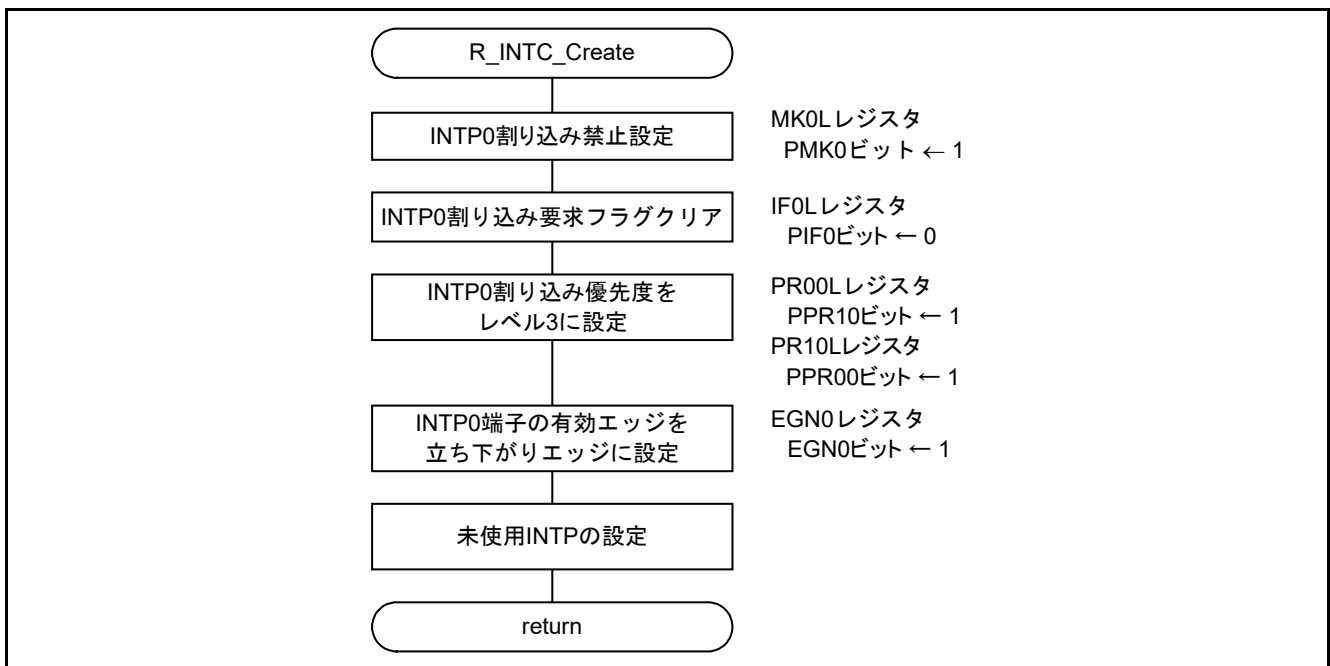 R_INTC_Create
INTP0割り込み禁止設定
MK0Lレジスタ
PMK0ビット ← 1
INTP0割り込み要求フラグクリア
IF0Lレジスタ
PIF0ビット ← 0
INTP0割り込み優先度を
レベル3に設定
PR00Lレジスタ
PPR10ビット ← 1
PR10Lレジスタ
PPR00ビット ← 1
INTP0端子の有効エッジを
立ち下がりエッジに設定
EGN0レジスタ
EGN0ビット ← 1
未使用INTPの設定
return